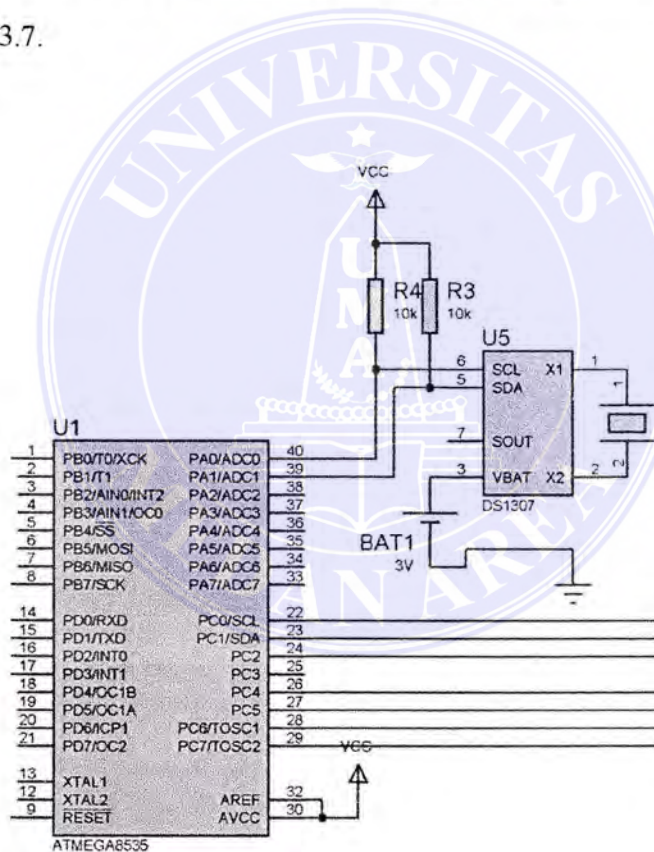 3.7.
UNIVERSITAS
MEDAN AREA
UMA
VCC
R4
10k
R3
10k
U5
6 SCL X1 1
5 SDA
7 SOUT
3 VBAT X2 2
DS1307
1
2
BAT1
3V
U1
1 PB0/T0/XCK PA0/ADC0 40
2 PB1/T1 PA1/ADC1 39
3 PB2/AIN0/INT2 PA2/ADC2 38
4 PB3/AIN1/OC0 PA3/ADC3 37
5 PB4/SS PA4/ADC4 36
6 PB5/MOSI PA5/ADC5 35
7 PB6/MISO PA6/ADC6 34
8 PB7/SCK PA7/ADC7 33
14 PD0/RXD PC0/SCL 22
15 PD1/TXD PC1/SDA 23
16 PD2/INT0 PC2 24
17 PD3/INT1 PC3 25
18 PD4/OC1B PC4 26
19 PD5/OC1A PC5 27
20 PD6/ICP1 PC6/TOSC1 28
21 PD7/OC2 PC7/TOSC2 29
13 XTAL1
12 XTAL2 AREF 32
9 RESET AVCC 30
VCC
ATMEGA8535